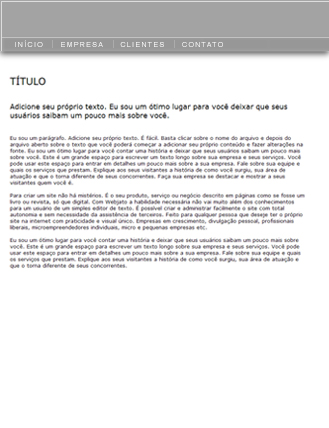 INÍCIO EMPRESA CLIENTES CONTATO
TÍTULO
Adicione seu próprio texto. Eu sou um ótimo lugar para você deixar que seus
usuários saibam um pouco mais sobre você.
Eu sou um parágrafo. Adicione seu próprio texto. É fácil. Basta clicar sobre o nome do arquivo e depois do
arquivo aberto sobre o texto que você poderá começar a adicionar seu próprio conteúdo e fazer alterações na
fonte. Eu sou um ótimo lugar para você contar uma história e deixar que seus usuários saibam um pouco mais
sobre você. Este é um grande espaço para escrever um texto longo sobre sua empresa e seus serviços. Você
pode usar este espaço para entrar em detalhes um pouco mais sobre a sua empresa. Fale sobre sua equipe e
quais os serviços que prestam. Explique aos seus visitantes a história de como você surgiu, sua área de
atuação e que o torna diferente de seus concorrentes. Faça sua empresa se destacar e mostre a seus
visitantes quem você é.
Para criar um site não há mistérios. É o seu produto, serviço ou negócio descrito em páginas como se fosse um
livro ou revista, só que digital. Com Webjato a habilidade necessária não vai muito além dos conhecimentos
para um usuário de um simples editor de texto. É possível criar e administrar facilmente o site com total
autonomia e sem necessidade da assistência de terceiros. Feito para qualquer pessoa que deseje ter o próprio
site na internet com praticidade e visual único. Empresas em crescimento, divulgação pessoal, profissionais
liberais, microempreendedores individuais, micro e pequenas empresas etc.
Eu sou um ótimo lugar para você contar uma história e deixar que seus usuários saibam um pouco mais sobre
você. Este é um grande espaço para escrever um texto longo sobre sua empresa e seus serviços. Você pode
usar este espaço para entrar em detalhes um pouco mais sobre a sua empresa. Fale sobre sua equipe e quais
os serviços que prestam. Explique aos seus visitantes a história de como você surgiu, sua área de atuação e
que o torna diferente de seus concorrentes.